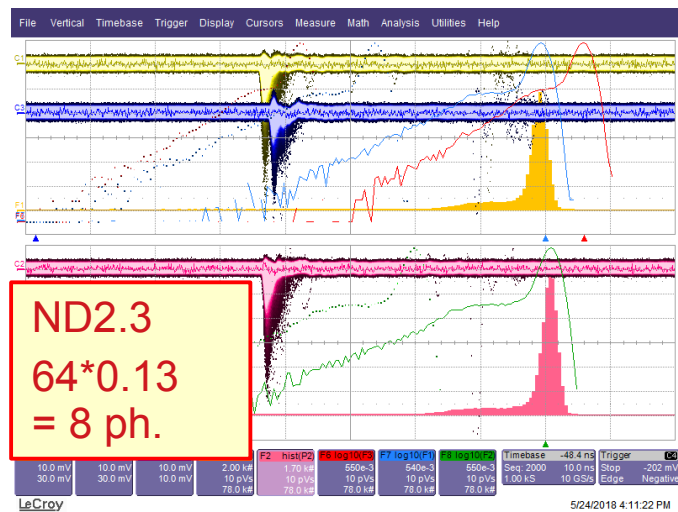 File Vertical Timebase Trigger Display Cursors Measure Math Analysis Utilities Help
C1
C3
F1
C2
ND2.3
64*0.13
= 8 ph.
F2 hist(P2) F6 log10(F3) F7 log10(F1) F8 log10(F2) Timebase -48.4 ns Trigger C4
10.0 mV 10.0 mV 10.0 mV 2.00 k# 1.70 k# 550e-3 540e-3 550e-3 Seq: 2000 10.0 ns Stop -202 mV
30.0 mV 30.0 mV 10.0 mV 10 pVs 10 pVs 10 pVs 10 pVs 10 pVs 1.00 kS 10 GS/s Edge Negative
78.0 k# 78.0 k# 78.0 k# 78.0 k# 78.0 k#
LeCroy 5/24/2018 4:11:22 PM